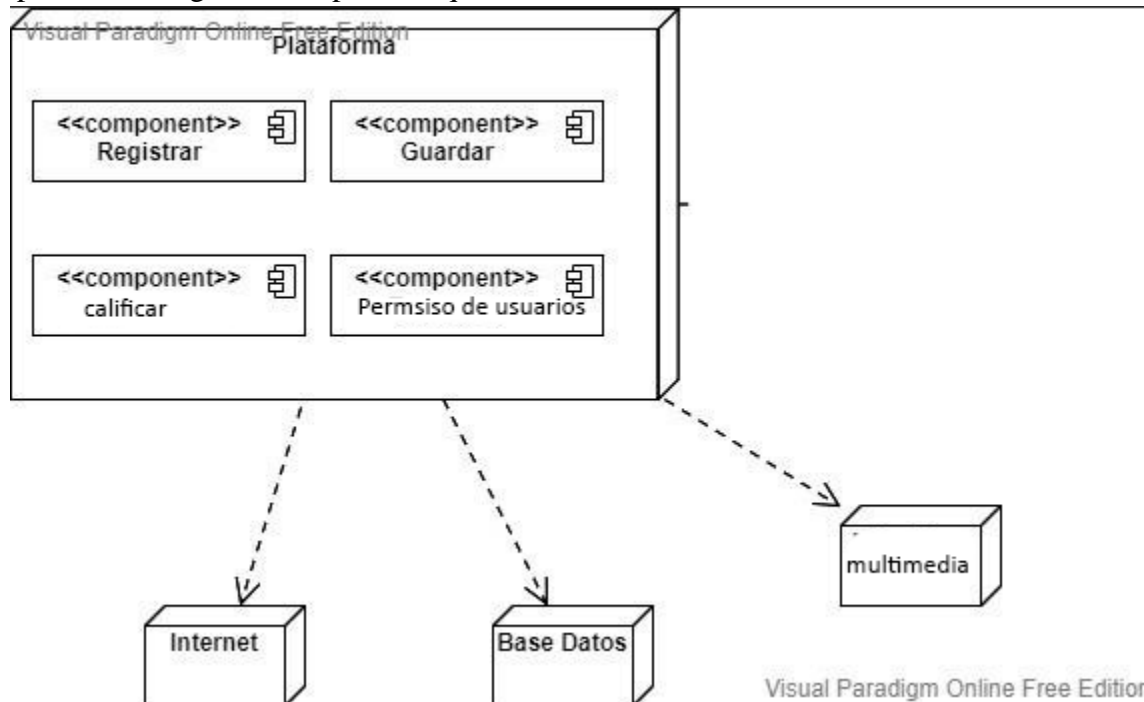 Visual Paradigm Online Free Edition
Plataforma
<<component>>
Registrar
<<component>>
Guardar
<<component>>
calificar
<<component>>
Permsiso de usuarios
multimedia
Internet
Base Datos
Visual Paradigm Online Free Edition